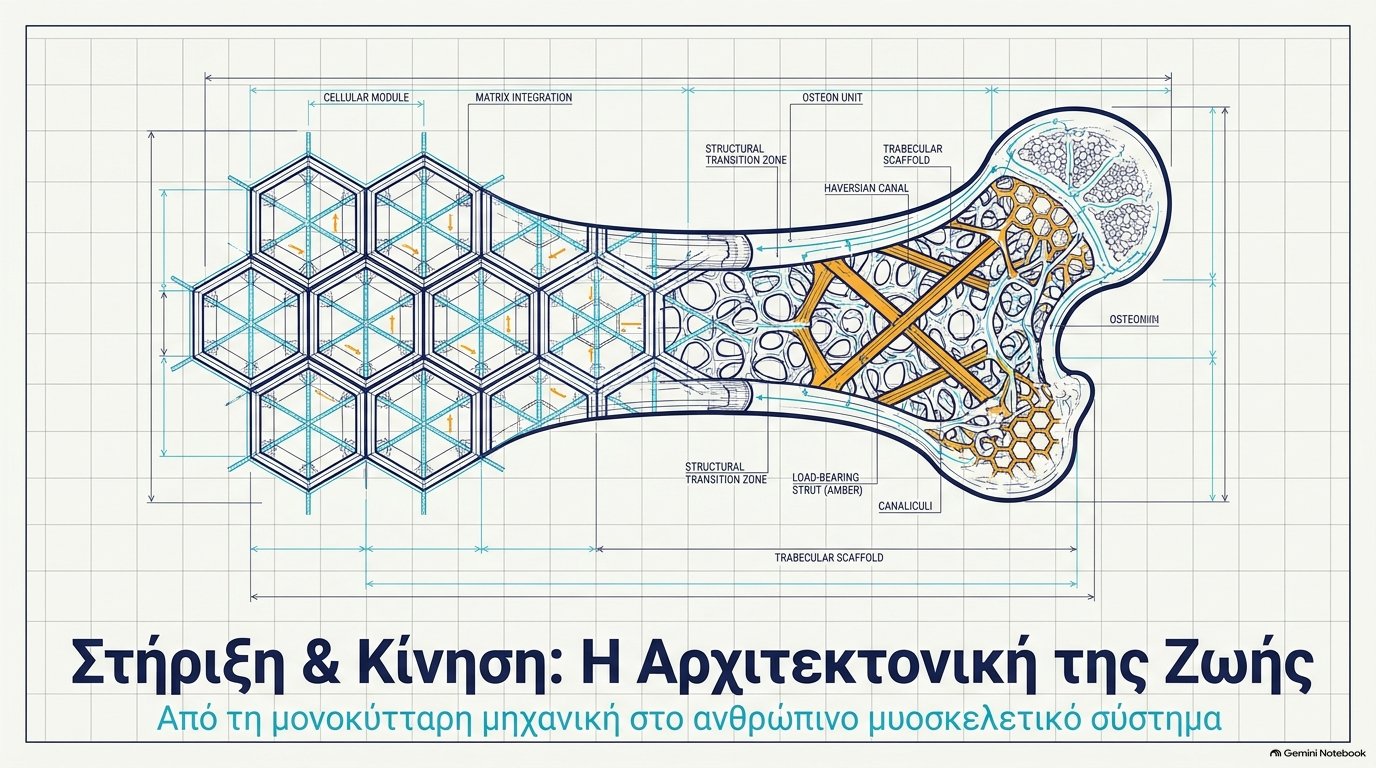 CELLULAR MODULE
MATRIX INTEGRATION
OSTEON UNIT
STRUCTURAL
TRANSITION ZONE
TRABECULAR
SCAFFOLD
HAVERSIAN CANAL
STRUCTURAL
TRANSITION ZONE
LOAD-BEARING
STRUT (AMBER)
CANALICULI
TRABECULAR SCAFFOLD
Στήριξη & Κίνηση: Η Αρχιτεκτονική της Ζωής
Από τη μονοκύτταρη μηχανική στο ανθρώπινο μυοσκελετικό σύστημα
Gemini Notebook